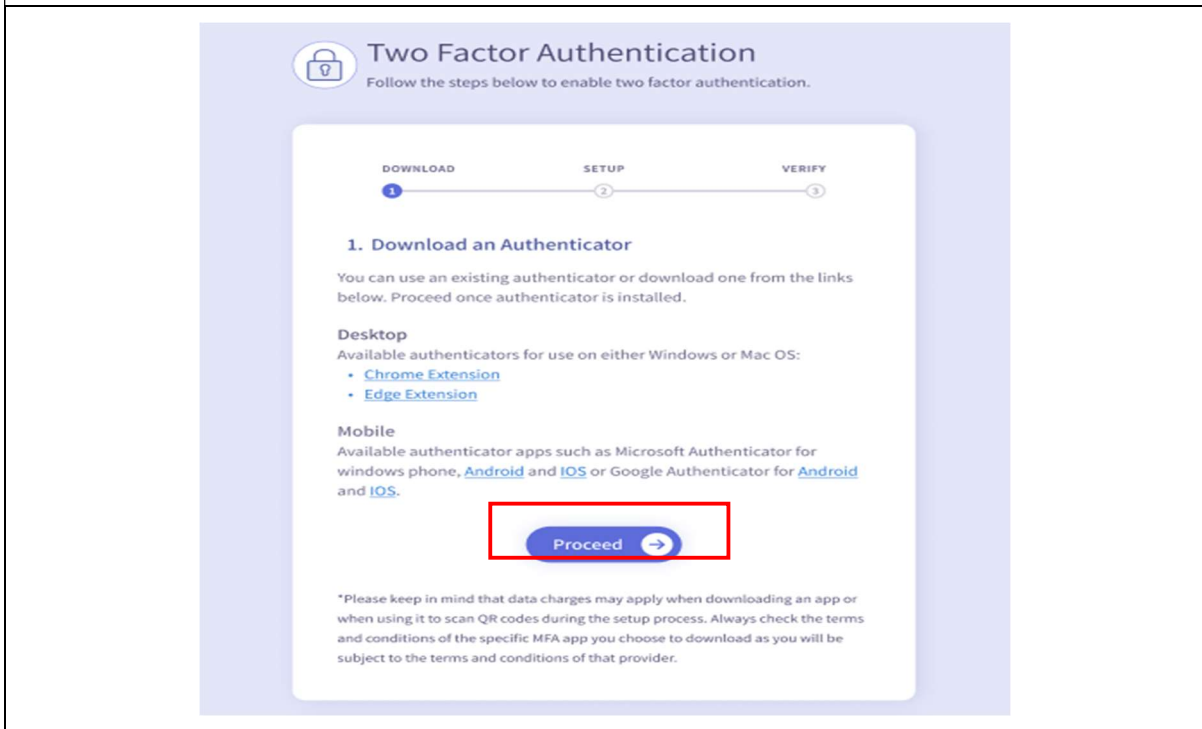 Two Factor Authentication
Follow the steps below to enable two factor authentication.
DOWNLOAD SETUP VERIFY
1 2 3
1. Download an Authenticator
You can use an existing authenticator or download one from the links
below. Proceed once authenticator is installed.
Desktop
Available authenticators for use on either Windows or Mac OS:
• Chrome Extension
• Edge Extension
Mobile
Available authenticator apps such as Microsoft Authenticator for
windows phone, Android and IOS or Google Authenticator for Android
and IOS.
Proceed
*Please keep in mind that data charges may apply when downloading an app or
when using it to scan QR codes during the setup process. Always check the terms
and conditions of the specific MFA app you choose to download as you will be
subject to the terms and conditions of that provider.